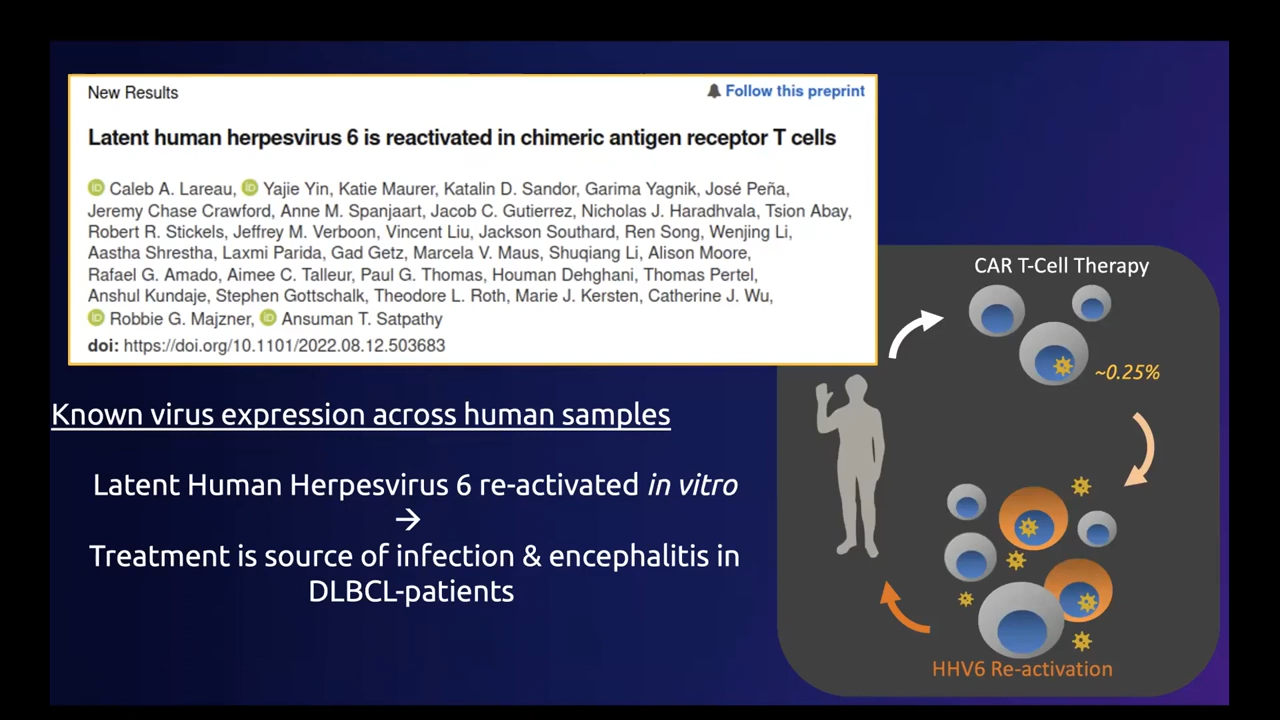 New Results
Follow this preprint
Latent human herpesvirus 6 is reactivated in chimeric antigen receptor T cells
Caleb A. Lareau, Yajie Yin, Katie Maurer, Katalin D. Sandor, Garima Yagnik, José Peña,
Jeremy Chase Crawford, Anne M. Spanjaart, Jacob C. Gutierrez, Nicholas J. Haradhvala, Tsion Abay,
Robert R. Stickels, Jeffrey M. Verboon, Vincent Liu, Jackson Southard, Ren Song, Wenjing Li,
Aastha Shrestha, Laxmi Parida, Gad Getz, Marcela V. Maus, Shuqiang Li, Alison Moore,
Rafael G. Amado, Aimee C. Talleur, Paul G. Thomas, Houman Dehghani, Thomas Pertel,
Anshul Kundaje, Stephen Gottschalk, Theodore L. Roth, Marie J. Kersten, Catherine J. Wu,
Robbie G. Majzner, Ansuman T. Satpathy
doi: https://doi.org/10.1101/2022.08.12.503683
Known virus expression across human samples
Latent Human Herpesvirus 6 re-activated in vitro
→
Treatment is source of infection & encephalitis in
DLBCL-patients
CAR T-Cell Therapy
~0.25%
HHV6 Re-activation